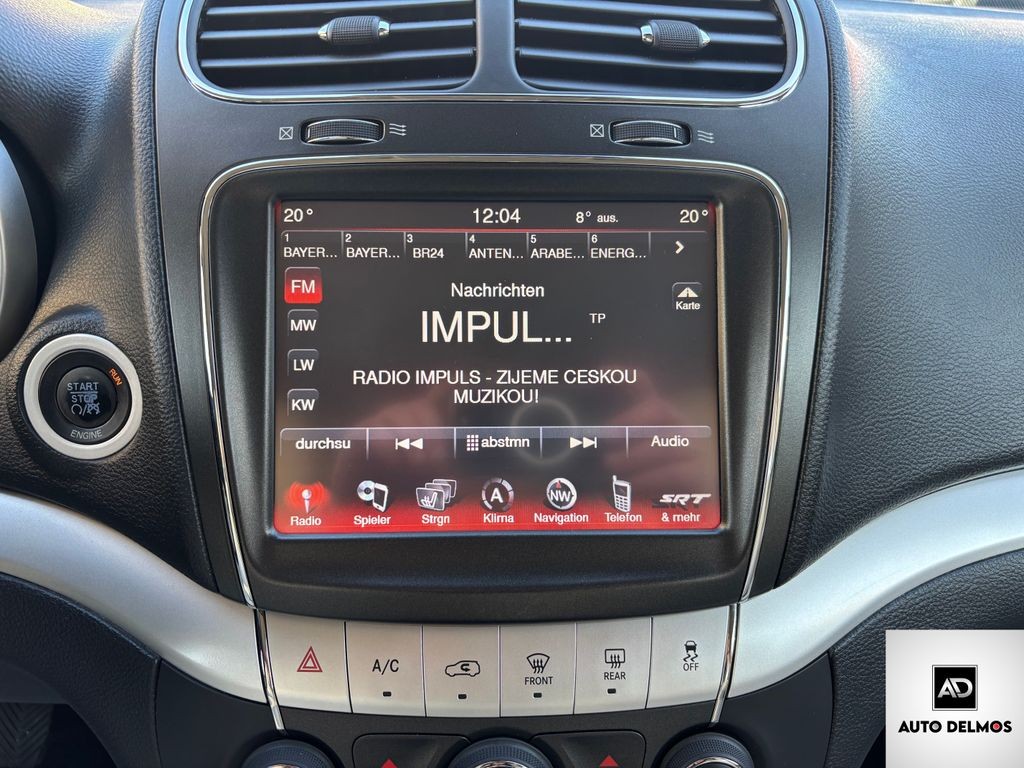 20° 12:04 8° aus. 20°
1 2 3 4 5 6
BAYER... BAYER... BR24 ANTEN... ARABE... ENERG...
FM
Nachrichten
Karte
MW
IMPUL... TP
LW
RADIO IMPULS - ZIJEME CESKOU
MUZIKOU!
KW
START
STOP
RUN
ENGINE
durchsu abstmn Audio
A NW SRT
Radio Spieler Strgn Klima Navigation Telefon & mehr
A/C
FRONT
REAR
OFF
AD
AUTO DELMOS